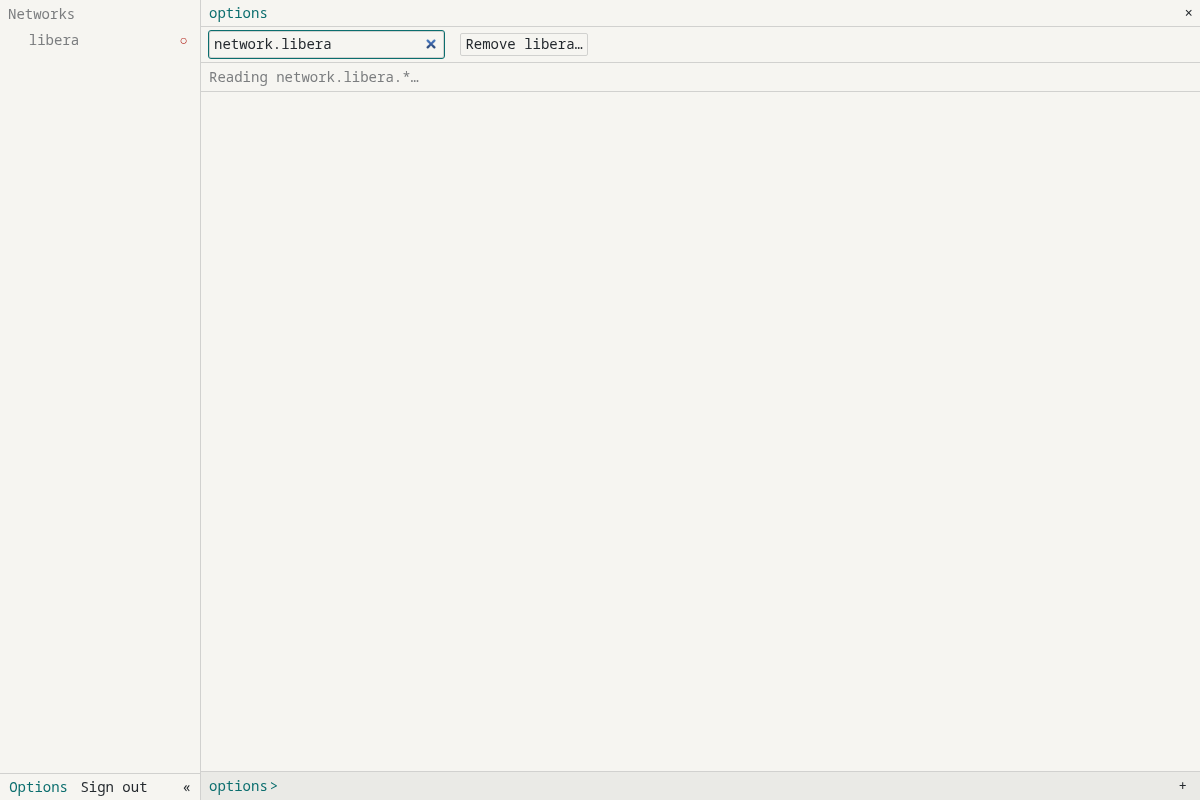 Networks
libera
Options Sign out «
options ×
network.libera × Remove libera…
Reading network.libera.*…
options> +